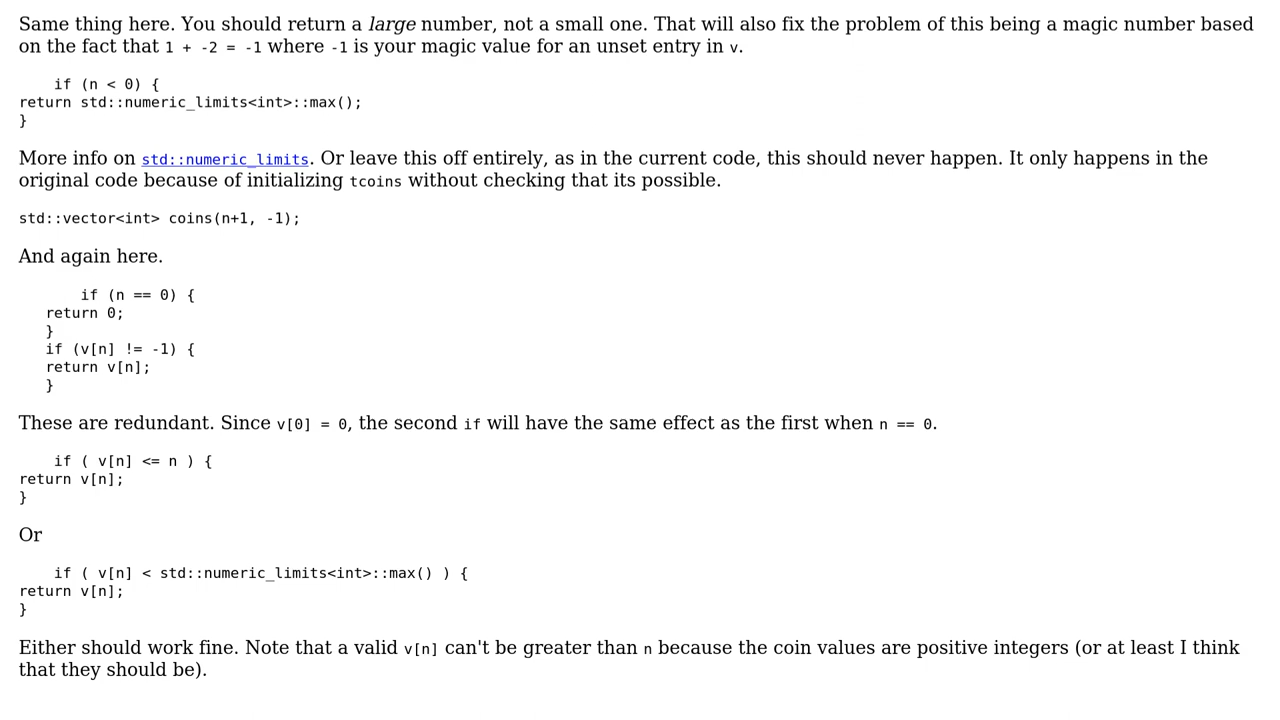 Same thing here. You should return a large number, not a small one. That will also fix the problem of this being a magic number based
on the fact that 1 + -2 = -1 where -1 is your magic value for an unset entry in v.
if (n < 0) {
return std::numeric_limits<int>::max();
}
More info on std::numeric_limits. Or leave this off entirely, as in the current code, this should never happen. It only happens in the
original code because of initializing tcoins without checking that its possible.
std::vector<int> coins(n+1, -1);
And again here.
if (n == 0) {
return 0;
}
if (v[n] != -1) {
return v[n];
}
These are redundant. Since v[0] = 0, the second if will have the same effect as the first when n == 0.
if ( v[n] <= n ) {
return v[n];
}
Or
if ( v[n] < std::numeric_limits<int>::max() ) {
return v[n];
}
Either should work fine. Note that a valid v[n] can't be greater than n because the coin values are positive integers (or at least I think
that they should be).